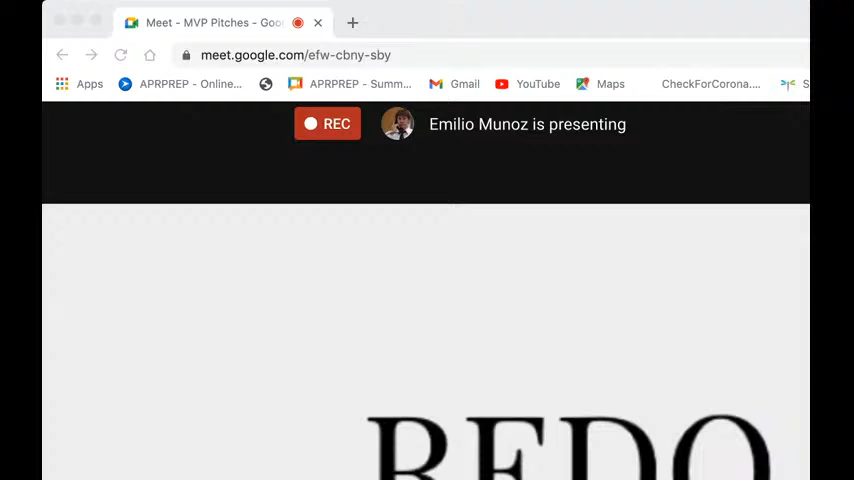 Meet - MVP Pitches - Goo
meet.google.com/efw-cbny-sby
Apps APRPREP - Online... APRPREP - Summ... Gmail YouTube Maps CheckForCorona.... S
REC Emilio Munoz is presenting
REDO